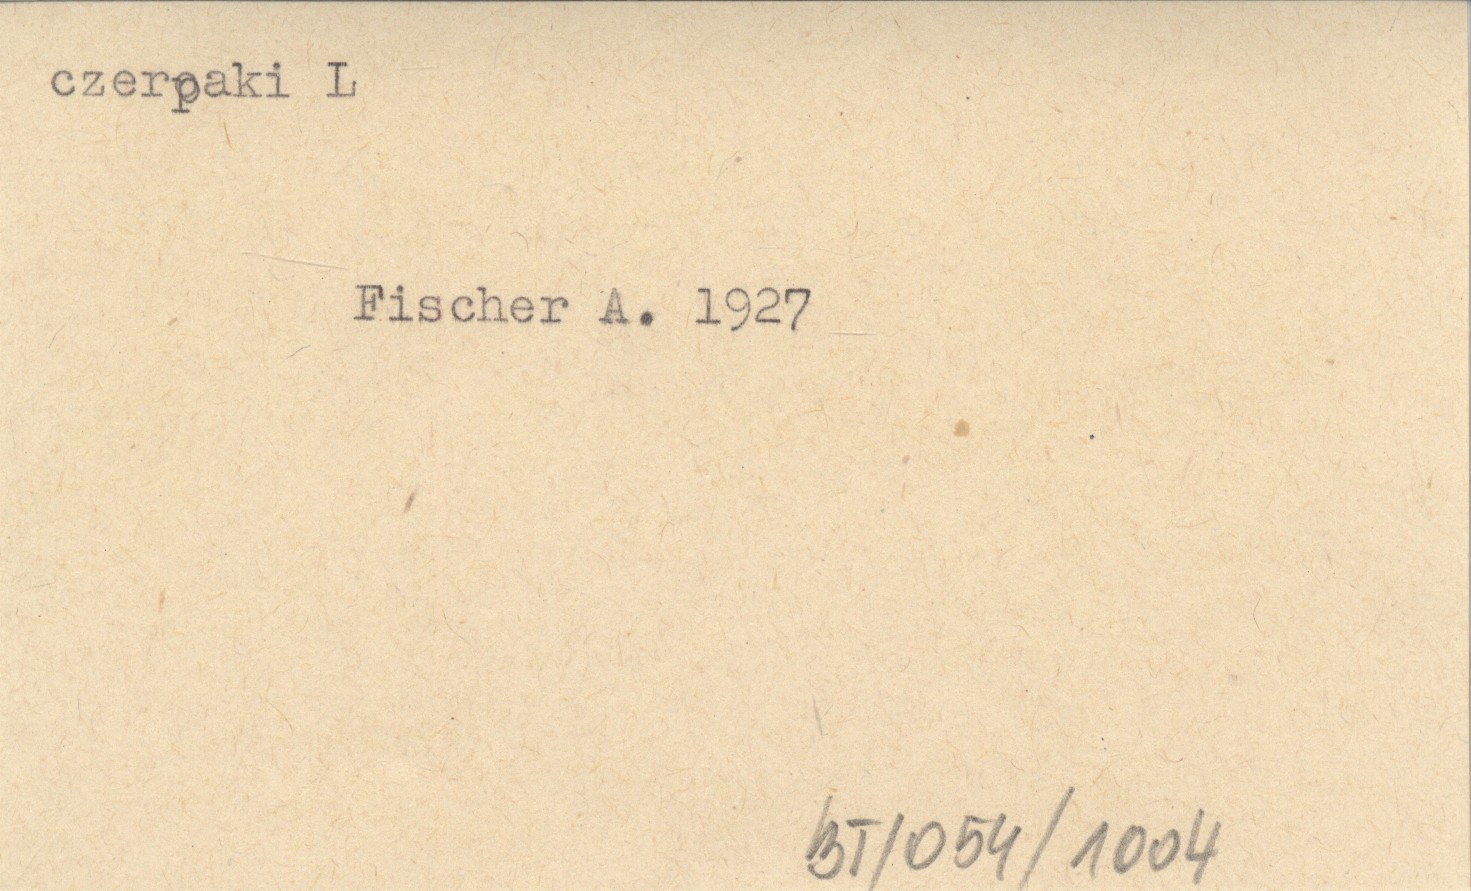 czerpaki L
Fischer A. 1927
BT/054/1004